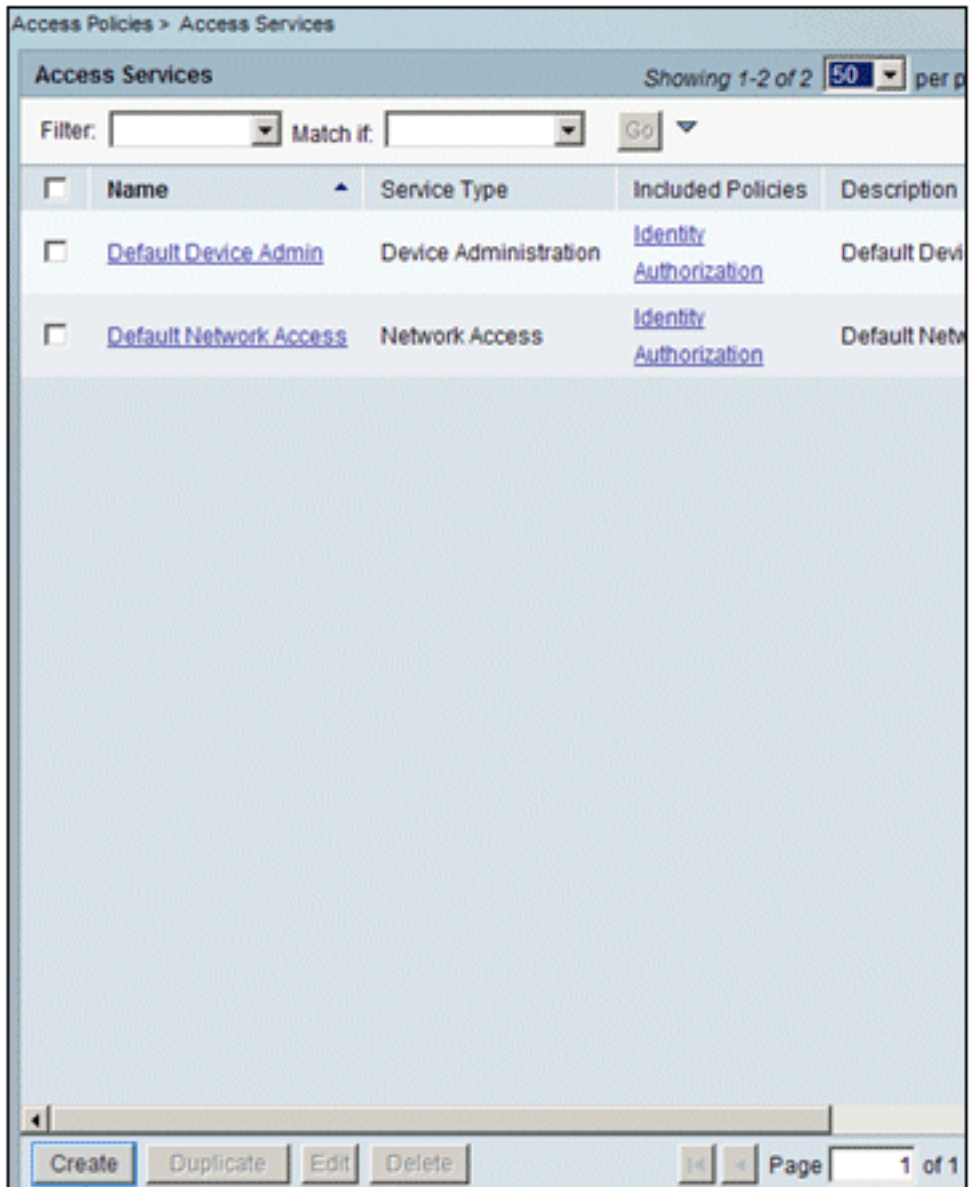 Access Policies > Access Services
Access Services Showing 1-2 of 2 50 per p
Filter: Match if: Go
Name Service Type Included Policies Description
Default Device Admin Device Administration Identity Authorization Default Devi
Default Network Access Network Access Identity Authorization Default Netw
Create Duplicate Edit Delete Page 1 of 1